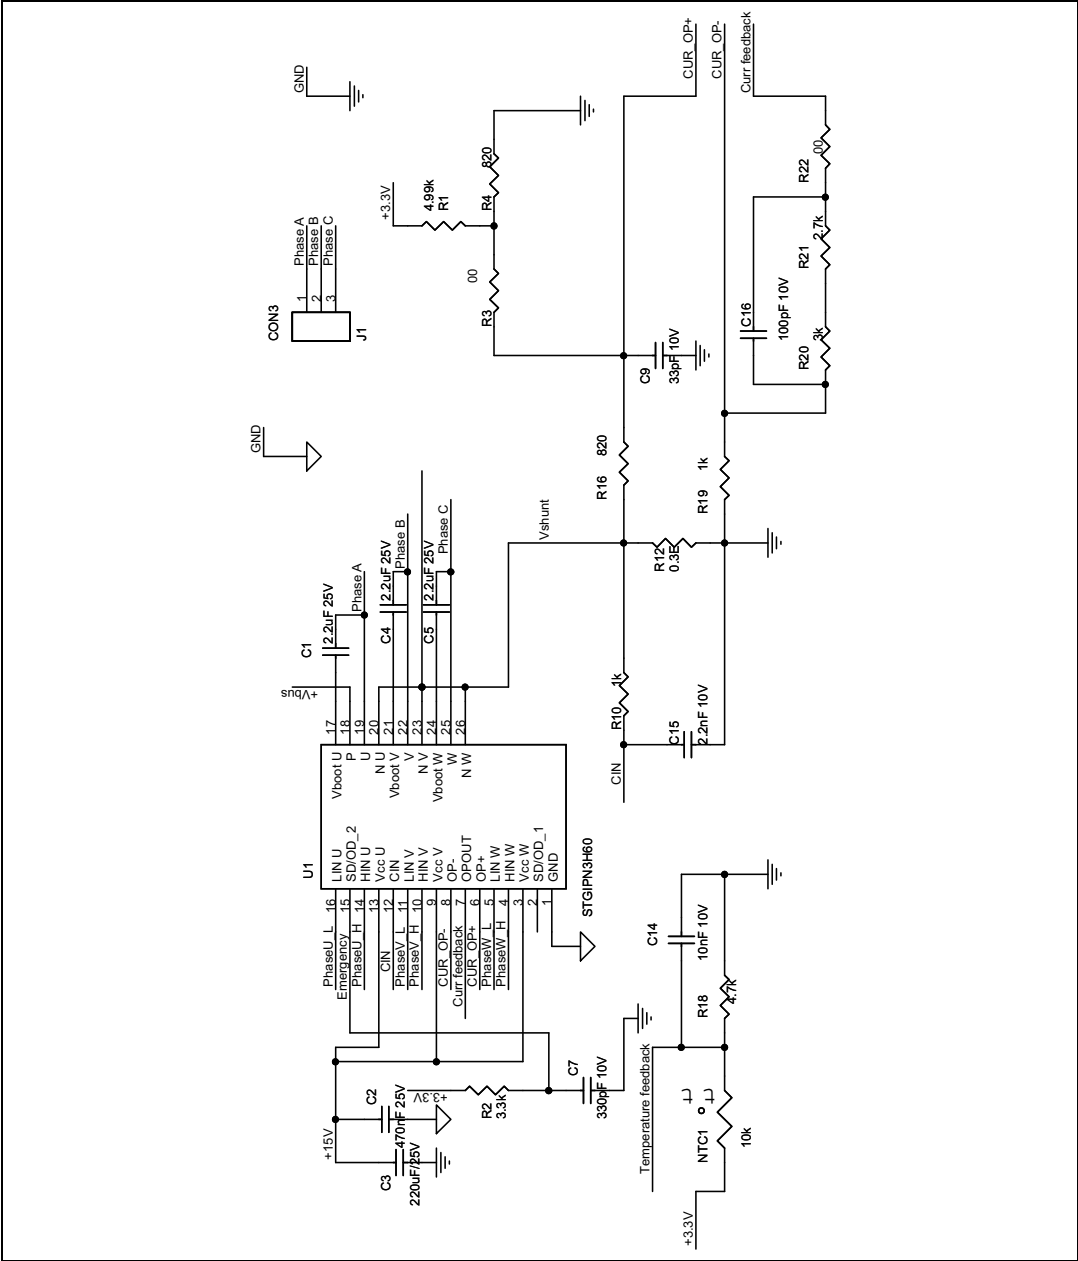 GND
CON3
1
2
3
Phase A
Phase B
Phase C
J1
+3.3V
4.99k
R1
R4
820
R3
00
CUR_OP+
CUR_OP-
Curr feedback
R22
00
R21
2.7k
C16
100pF 10V
R20
3k
C9
33pF 10V
GND
R16
820
R19
1k
Vshunt
R12
0.3E
R10
1k
C15
2.2nF 10V
CIN
C1
2.2uF 25V
Phase A
C4
2.2uF 25V
Phase B
C5
2.2uF 25V
Phase C
+Vbus
17
18
19
20
21
22
23
24
25
26
Vboot U
P
U
N U
Vboot V
V
N V
Vboot W
W
N W
U1
LIN U
SD/OD_2
HIN U
Vcc U
CIN
LIN V
HIN V
Vcc V
OP-
OPOUT
OP+
LIN W
HIN W
Vcc W
SD/OD_1
GND
STGIPN3H60
16
15
14
13
12
11
10
9
8
7
6
5
4
3
2
1
PhaseU_L
Emergency
PhaseU_H
CIN
PhaseV_L
PhaseV_H
CUR_OP-
Curr feedback
CUR_OP+
PhaseW_L
PhaseW_H
+15V
C2
470nF 25V
C3
220uF/25V
+3.3V
R2
3.3k
C7
330pF 10V
Temperature feedback
C14
10nF 10V
R18
4.7k
NTC1
t
t
10k
+3.3V